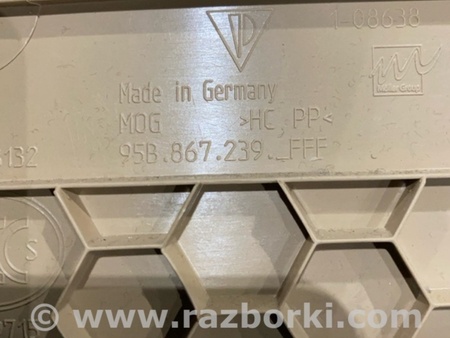 1-08638
Made in Germany
MOG >HC PP<
95B.867.239._FFF
132
S
© www.razborki.com